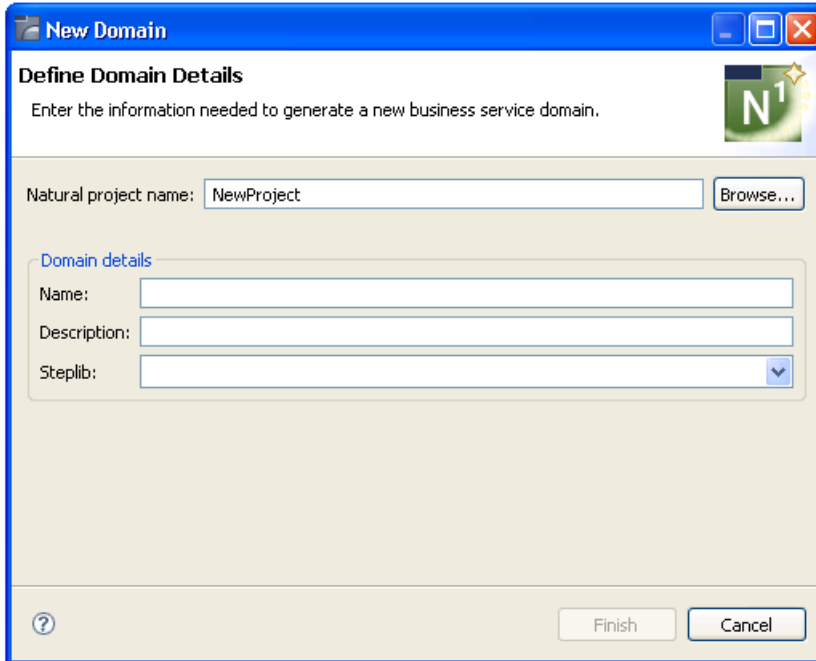 New Domain
Define Domain Details
Enter the information needed to generate a new business service domain.
N1
Natural project name: NewProject Browse...
Domain details
Name:
Description:
Steplib:
? Finish Cancel